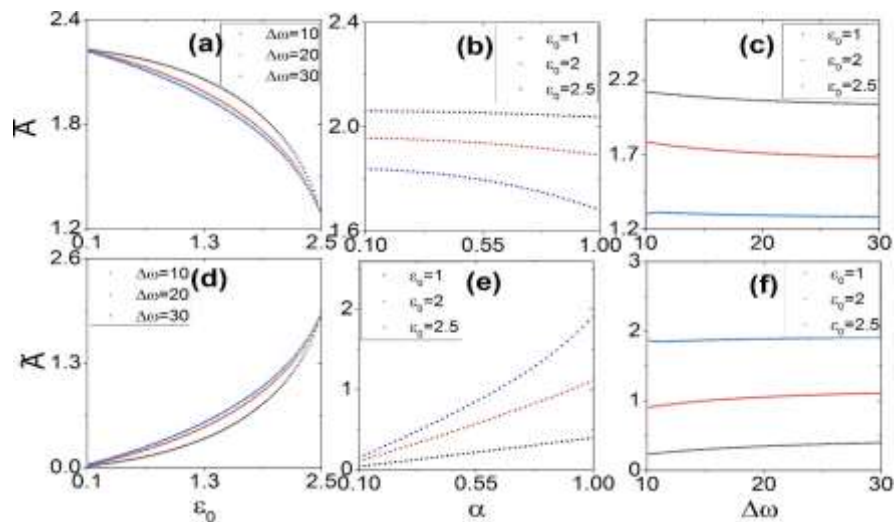 2.4 (a) Δω=10
Δω=20
Δω=30
1.8
1.2
0.1 1.3 2.5
Ā
(b) ε₀=1
ε₀=2
ε₀=2.5
2.0
1.6
0.10 0.55 1.00
(c) ε₀=1
ε₀=2
ε₀=2.5
2.2
1.7
1.2
10 20 30
2.6 Δω=10 (d)
Δω=20
Δω=30
1.3
0.0
0.1 1.3 2.5
ε₀
(e)
ε₀=1
ε₀=2
ε₀=2.5
2
1
0
0.10 0.55 1.00
α
3 (f) ε₀=1
ε₀=2
ε₀=2.5
2
1
0
10 20 30
Δω